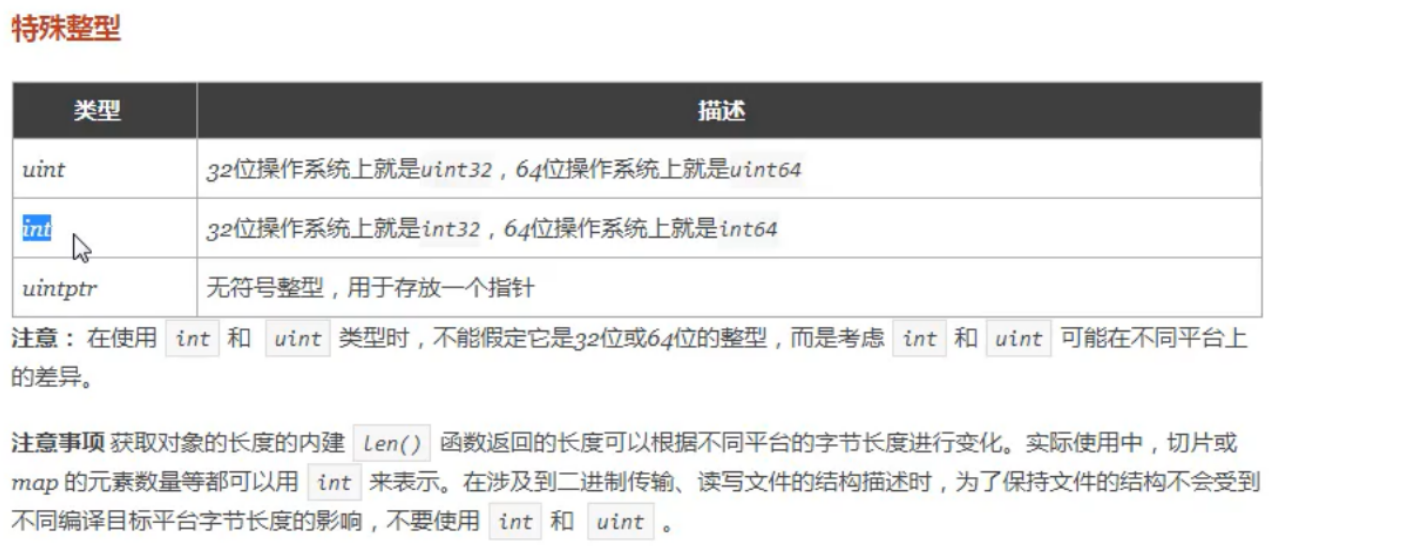 特殊整型
类型 描述
uint 32位操作系统上就是uint32，64位操作系统上就是uint64
int 32位操作系统上就是int32，64位操作系统上就是int64
uintptr 无符号整型，用于存放一个指针
注意： 在使用 int 和 uint 类型时，不能假定它是32位或64位的整型，而是考虑 int 和 uint 可能在不同平台上
的差异。
注意事项 获取对象的长度的内建 len() 函数返回的长度可以根据不同平台的字节长度进行变化。实际使用中，切片或
map 的元素数量等都可以用 int 来表示。在涉及到二进制传输、读写文件的结构描述时，为了保持文件的结构不会受到
不同编译目标平台字节长度的影响，不要使用 int 和 uint 。